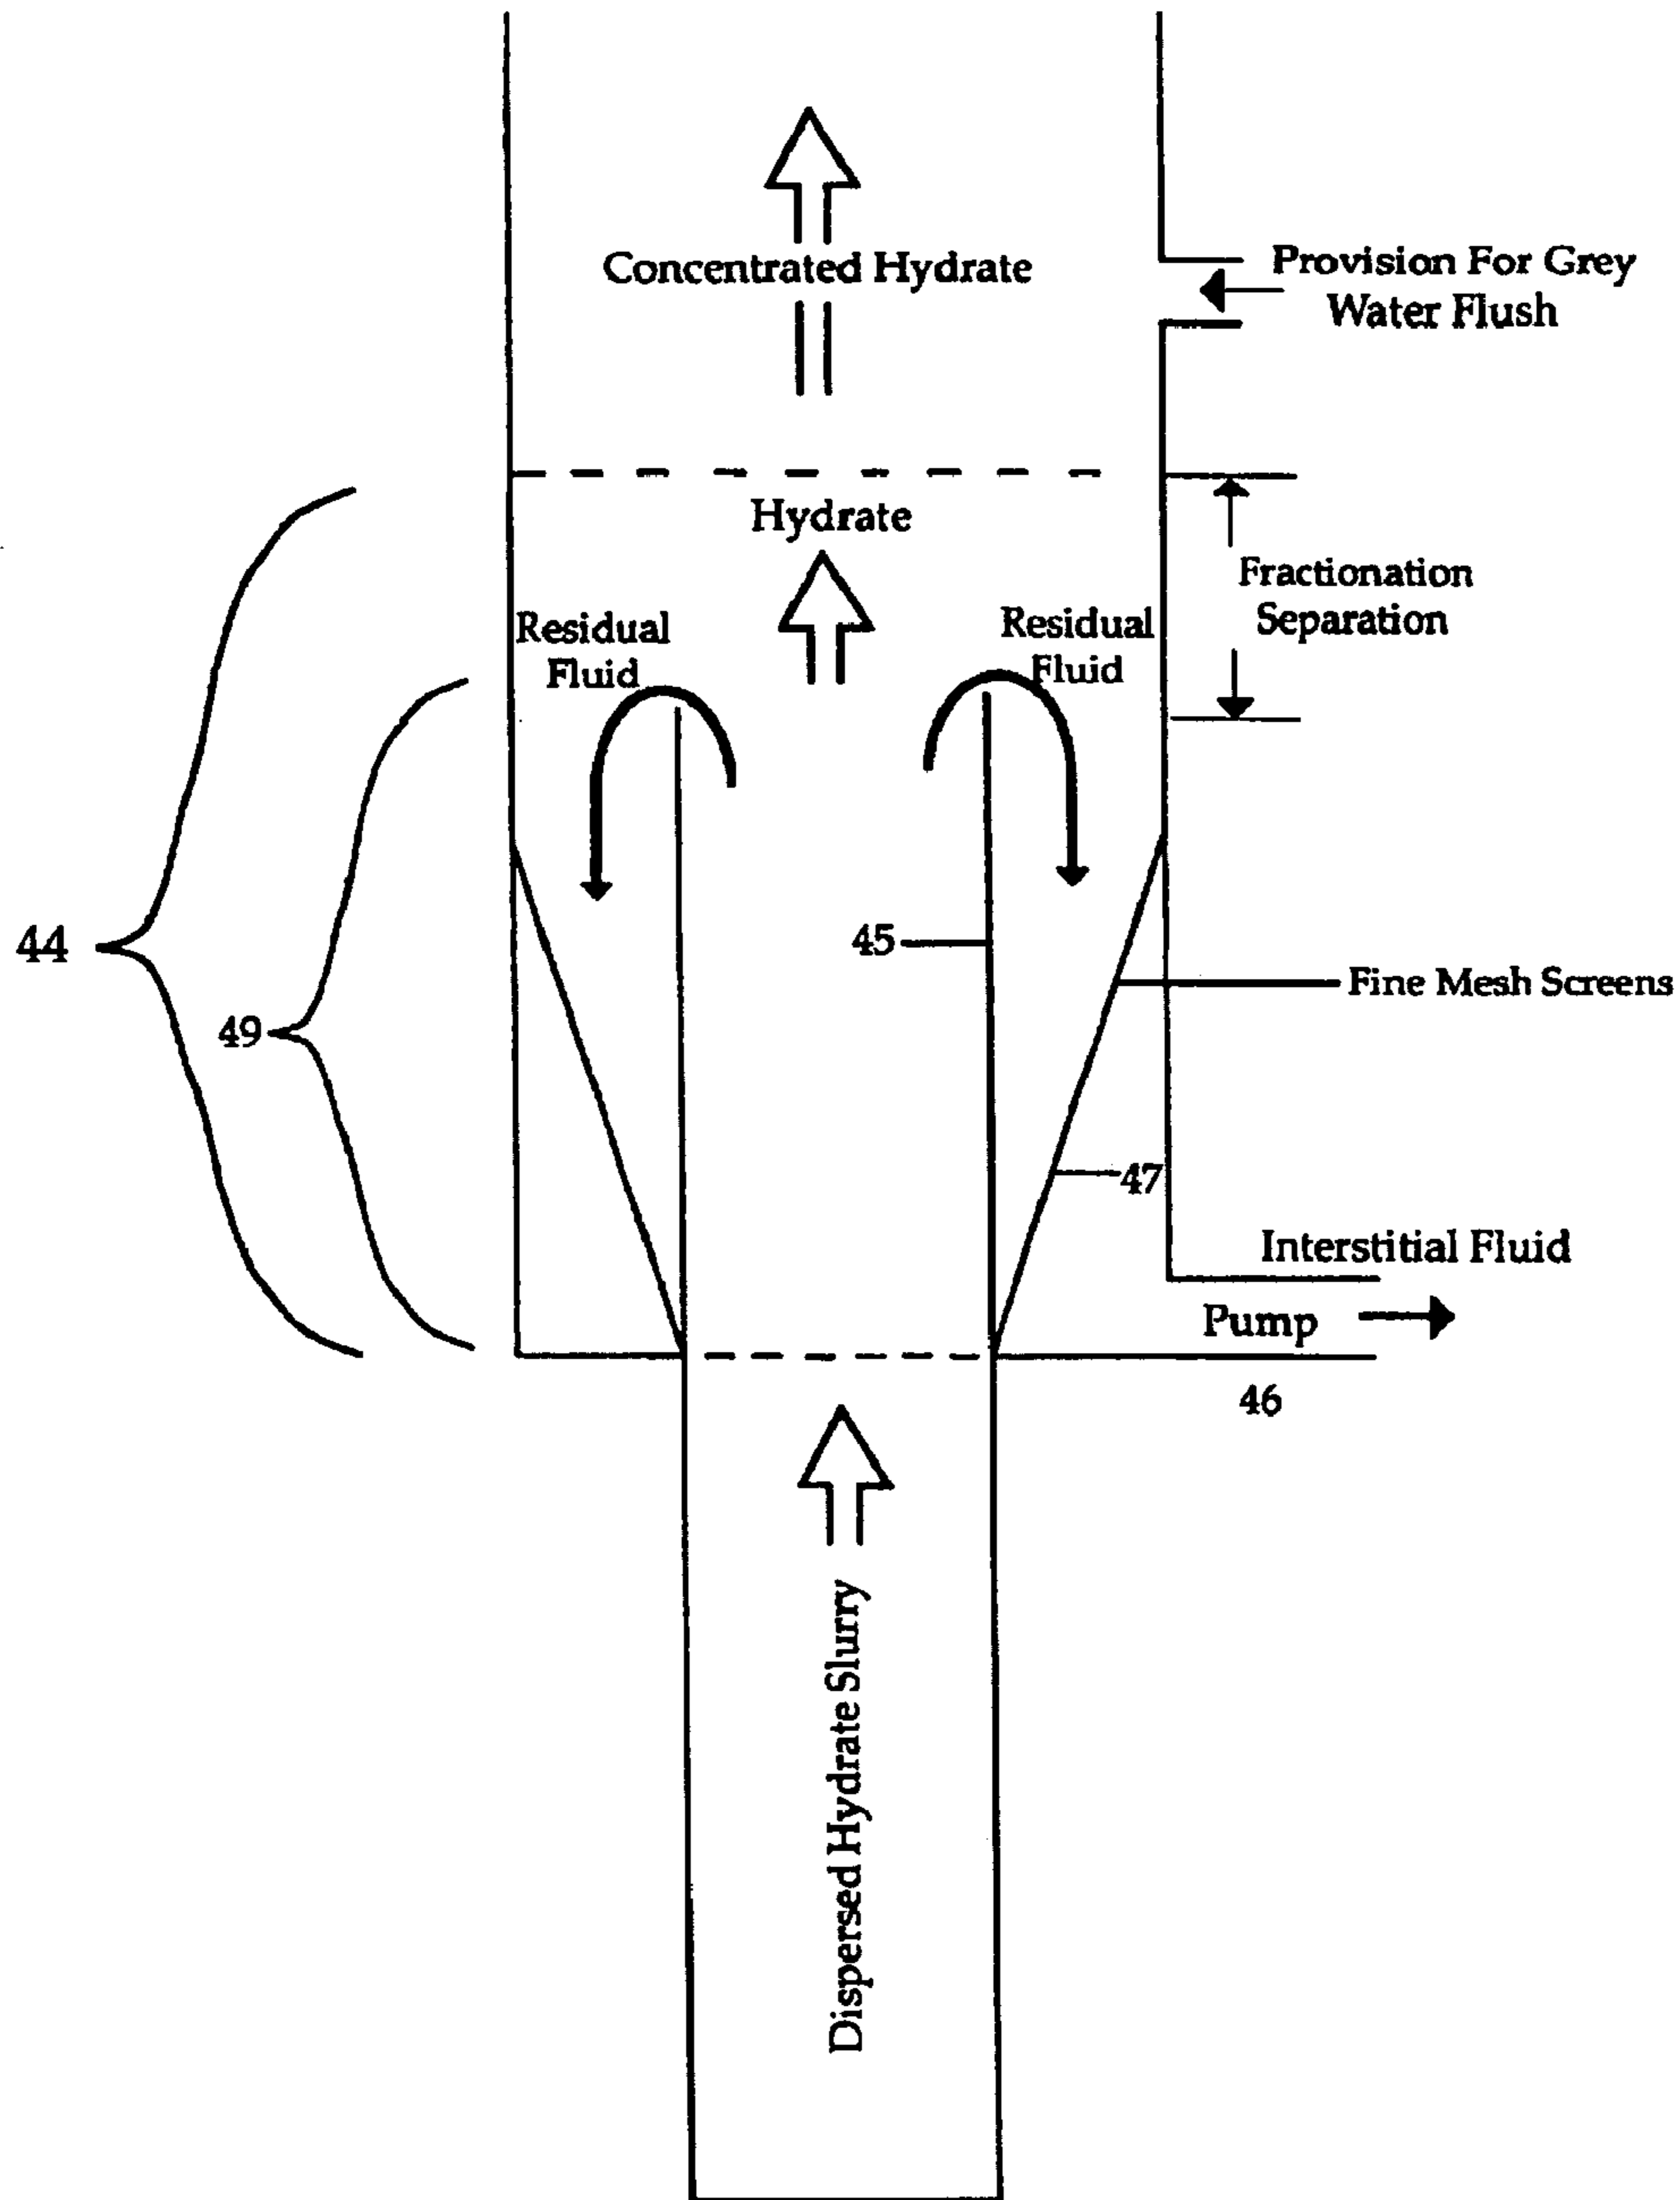 Concentrated Hydrate
Provision For Grey
Water Flush
Hydrate
Fractionation
Separation
Residual
Fluid
Residual
Fluid
44
45
Fine Mesh Screens
49
47
Interstitial Fluid
Pump
46
Dispersed Hydrate Slurry